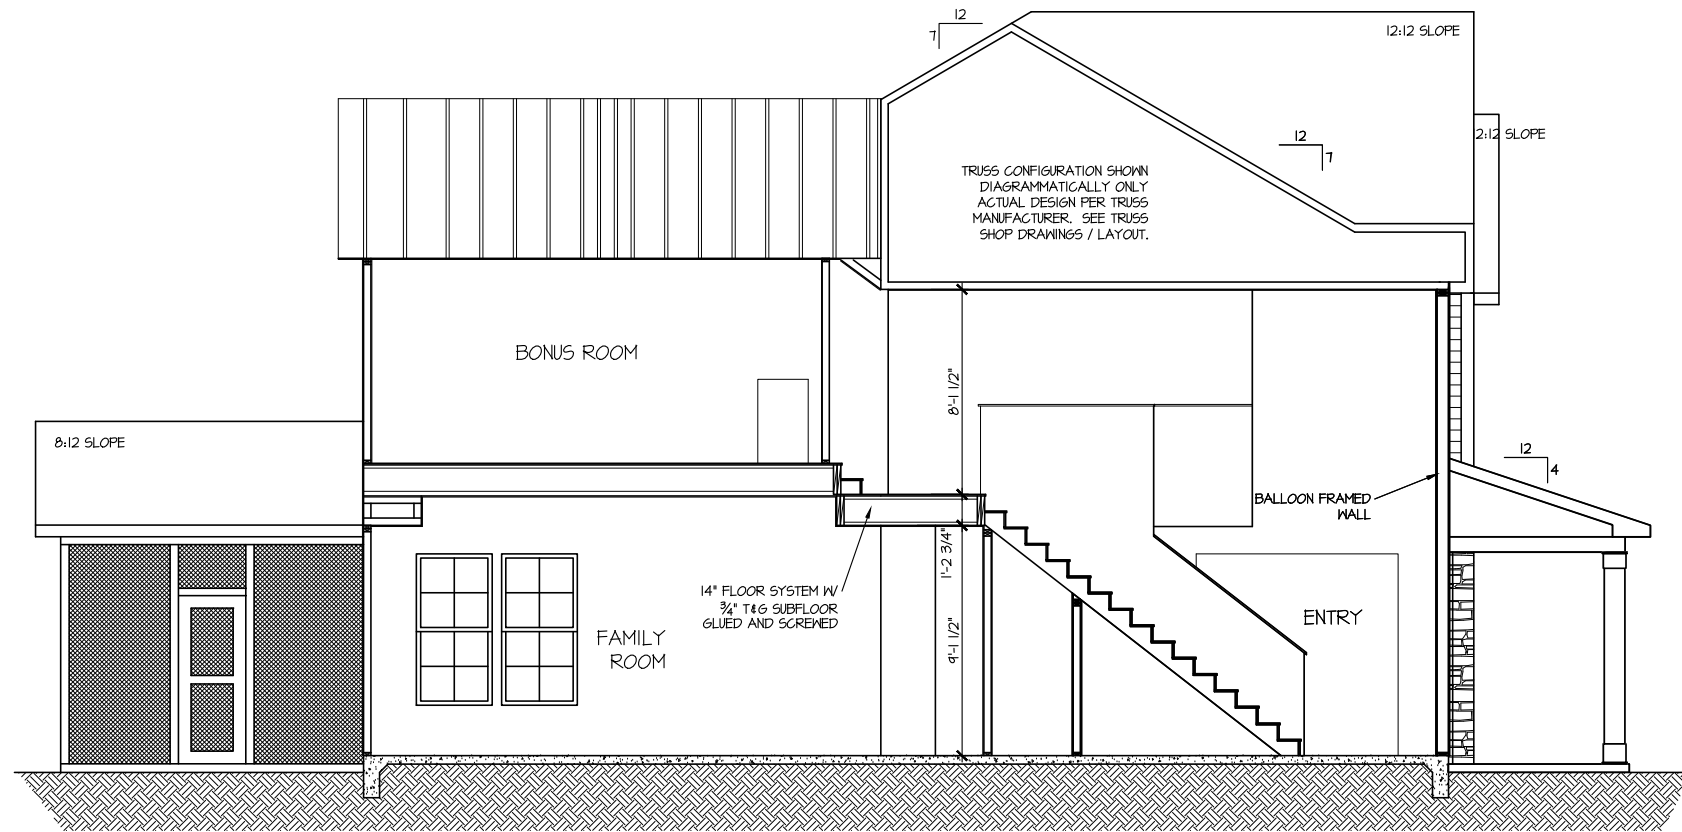 12
7
12:12 SLOPE
2:12 SLOPE
12
7
TRUSS CONFIGURATION SHOWN
DIAGRAMMATICALLY ONLY
ACTUAL DESIGN PER TRUSS
MANUFACTURER. SEE TRUSS
SHOP DRAWINGS / LAYOUT.
BONUS ROOM
8'-1 1/2"
8:12 SLOPE
12
4
BALLOON FRAMED
WALL
1'-2 3/4"
14" FLOOR SYSTEM W/
3/4" T&G SUBFLOOR
GLUED AND SCREWED
FAMILY
ROOM
9'-1 1/2"
ENTRY